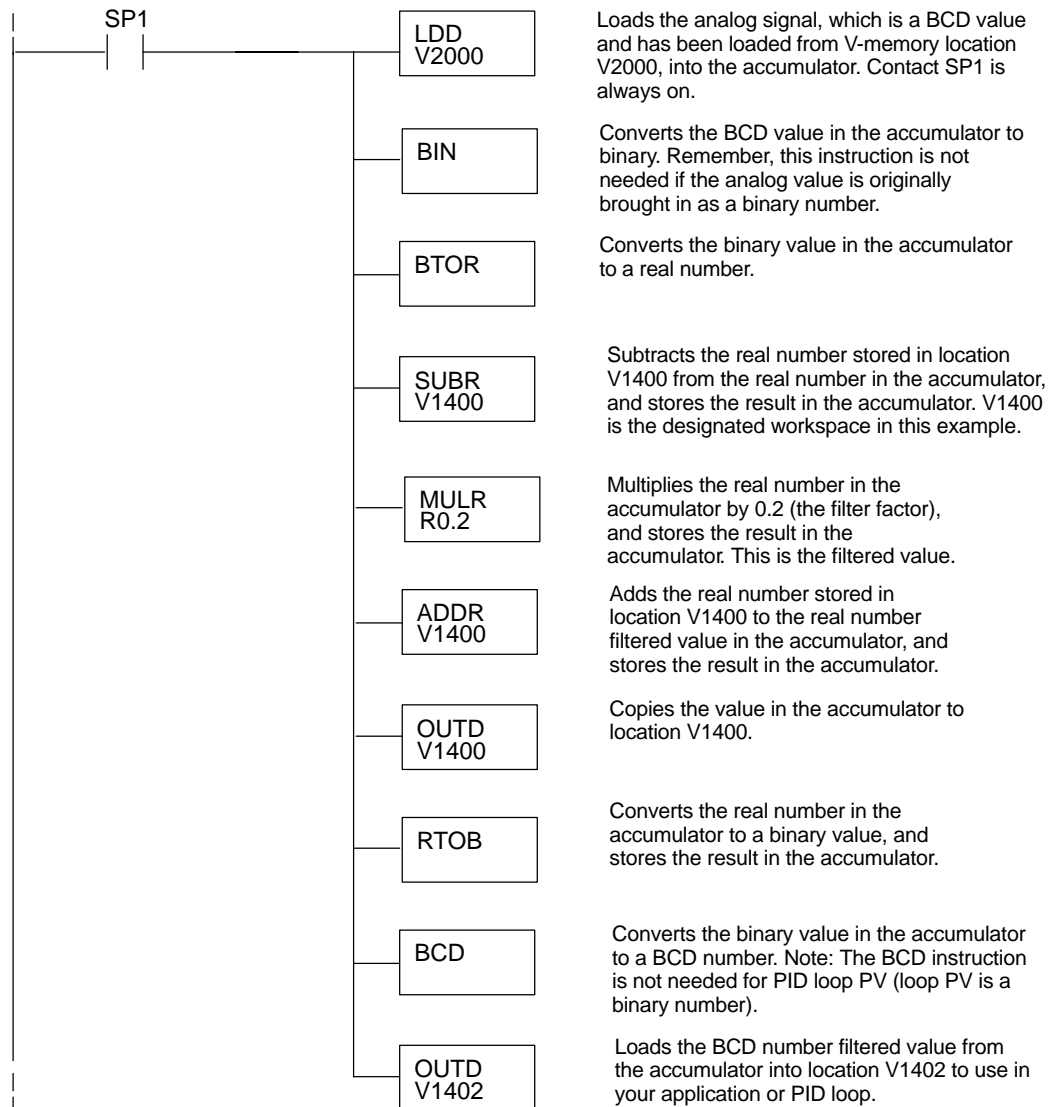 SP1
LDD
V2000
Loads the analog signal, which is a BCD value
and has been loaded from V-memory location
V2000, into the accumulator. Contact SP1 is
always on.
BIN
Converts the BCD value in the accumulator to
binary. Remember, this instruction is not
needed if the analog value is originally
brought in as a binary number.
BTOR
Converts the binary value in the accumulator
to a real number.
SUBR
V1400
Subtracts the real number stored in location
V1400 from the real number in the accumulator,
and stores the result in the accumulator. V1400
is the designated workspace in this example.
MULR
R0.2
Multiplies the real number in the
accumulator by 0.2 (the filter factor),
and stores the result in the
accumulator. This is the filtered value.
ADDR
V1400
Adds the real number stored in
location V1400 to the real number
filtered value in the accumulator, and
stores the result in the accumulator.
OUTD
V1400
Copies the value in the accumulator to
location V1400.
RTOB
Converts the real number in the
accumulator to a binary value, and
stores the result in the accumulator.
BCD
Converts the binary value in the accumulator
to a BCD number. Note: The BCD instruction
is not needed for PID loop PV (loop PV is a
binary number).
OUTD
V1402
Loads the BCD number filtered value from
the accumulator into location V1402 to use in
your application or PID loop.